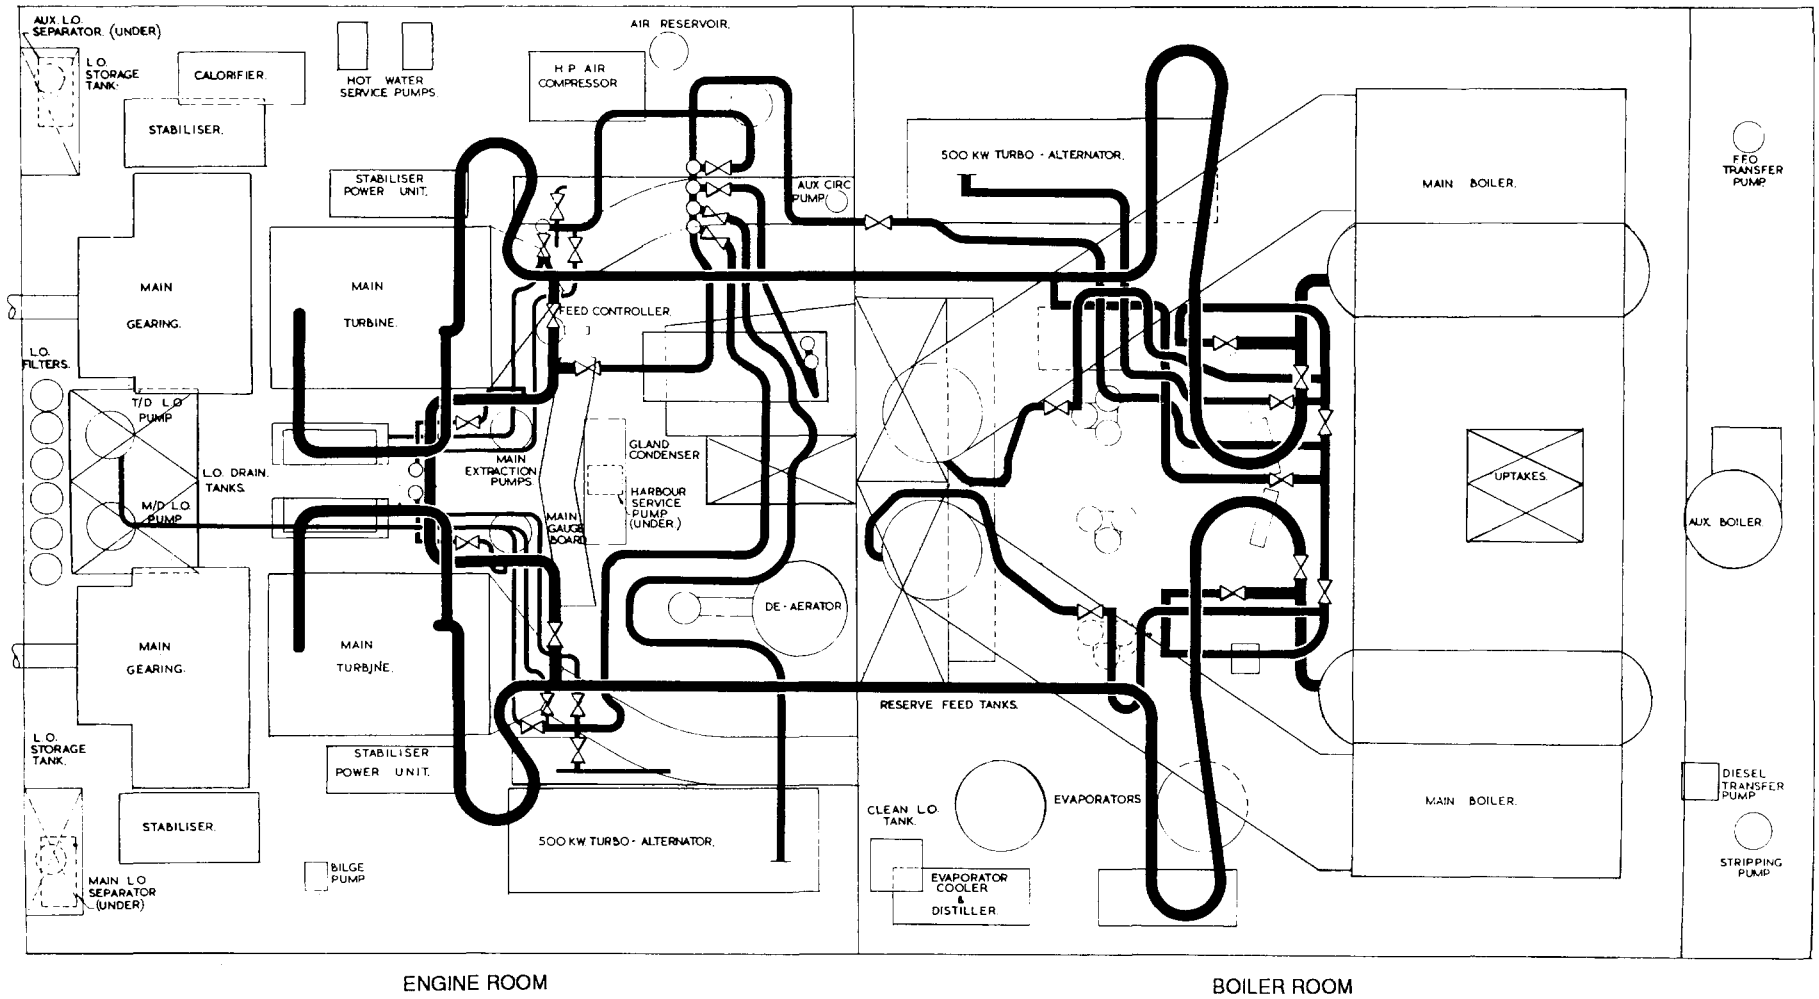 AUX. L.O.
SEPARATOR. (UNDER)
L.O.
STORAGE
TANK.
CALORIFIER.
STABILISER.
HOT WATER
SERVICE PUMPS.
AIR RESERVOIR.
H P AIR
COMPRESSOR
STABILISER
POWER UNIT.
AUX CIRC
PUMP.
500 KW TURBO - ALTERNATOR.
MAIN BOILER.
F.F.O
TRANSFER
PUMP.
MAIN
GEARING.
MAIN
TURBINE.
FEED CONTROLLER.
L.O.
FILTERS.
T/D L.O
PUMP
L.O. DRAIN.
TANKS.
M/D L.O.
PUMP
MAIN
EXTRACTION
PUMPS
GLAND
CONDENSER
HARBOUR
SERVICE
PUMP
(UNDER.)
MAIN
GAUGE
BOARD
UPTAKES.
AUX BOILER.
DE-AERATOR
MAIN
GEARING.
MAIN
TURBINE.
RESERVE FEED TANKS.
L.O.
STORAGE
TANK.
STABILISER
POWER UNIT.
STABILISER.
MAIN L.O
SEPARATOR
(UNDER)
BILGE
PUMP
500 KW TURBO - ALTERNATOR.
CLEAN L.O.
TANK.
EVAPORATORS
EVAPORATOR
COOLER
&
DISTILLER.
MAIN BOILER.
DIESEL
TRANSFER
PUMP
STRIPPING
PUMP
ENGINE ROOM
BOILER ROOM